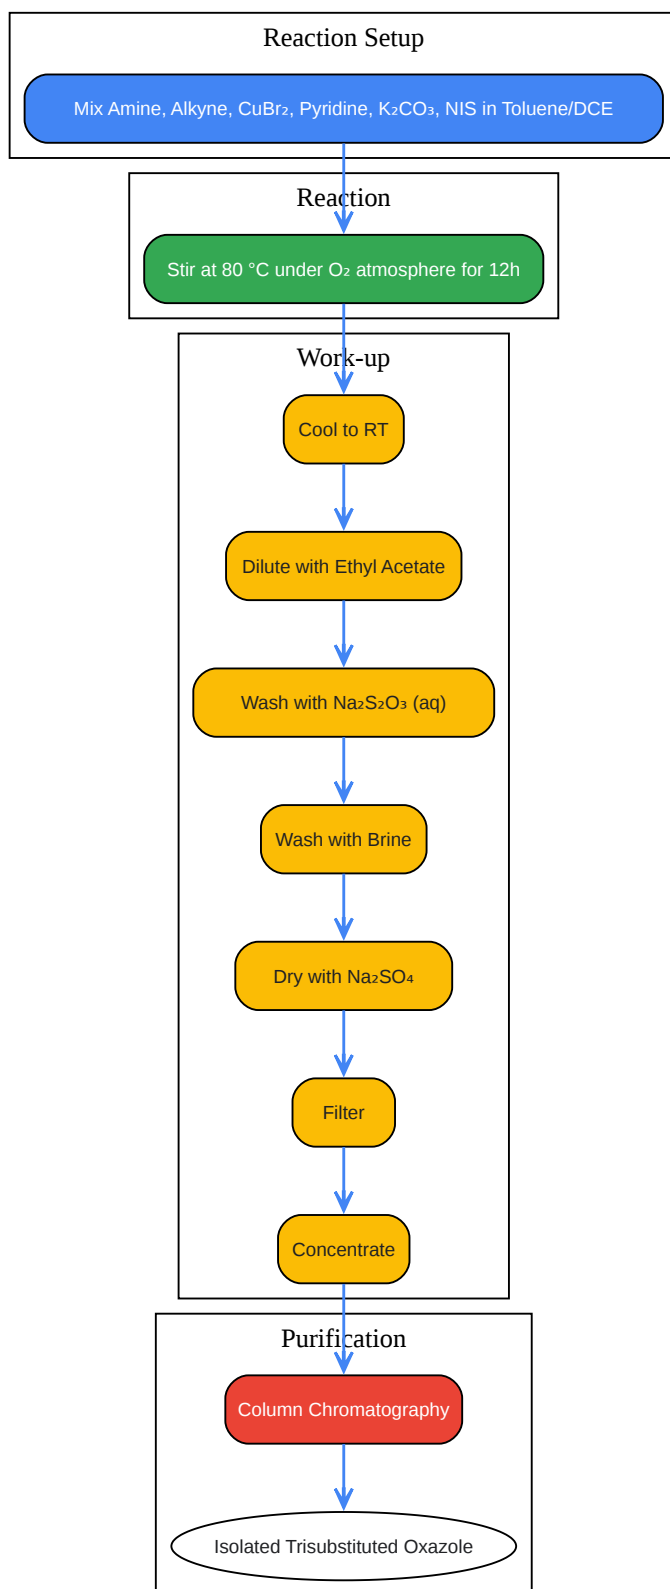 Reaction Setup
Mix Amine, Alkyne, CuBr₂, Pyridine, K₂CO₃, NIS in Toluene/DCE
Reaction
Stir at 80 °C under O₂ atmosphere for 12h
Work-up
Cool to RT
Dilute with Ethyl Acetate
Wash with Na₂S₂O₃ (aq)
Wash with Brine
Dry with Na₂SO₄
Filter
Concentrate
Purification
Column Chromatography
Isolated Trisubstituted Oxazole